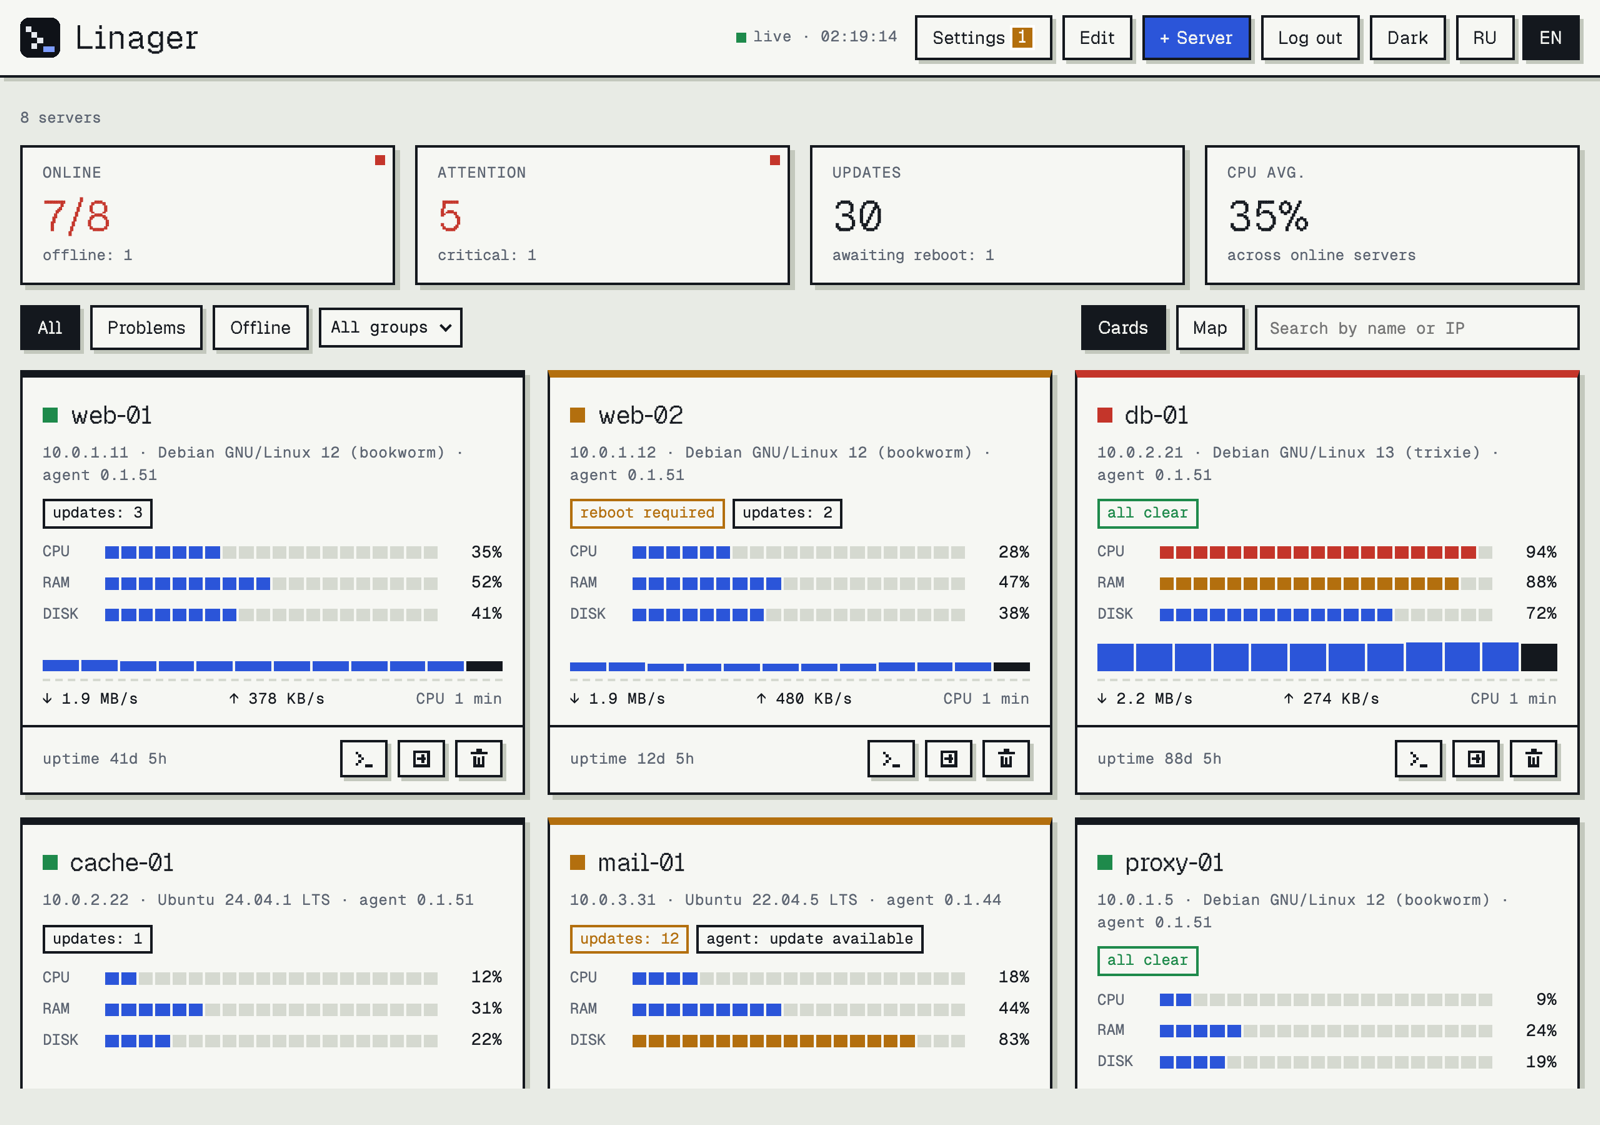 Linager
live · 02:19:14
Settings 1
Edit
+ Server
Log out
Dark
RU
EN
8 servers
ONLINE
7/8
offline: 1
ATTENTION
5
critical: 1
UPDATES
30
awaiting reboot: 1
CPU AVG.
35%
across online servers
All
Problems
Offline
All groups
Cards
Map
Search by name or IP
web-01
10.0.1.11 · Debian GNU/Linux 12 (bookworm) ·
agent 0.1.51
updates: 3
CPU 35%
RAM 52%
DISK 41%
↓ 1.9 MB/s ↑ 378 KB/s CPU 1 min
uptime 41d 5h
web-02
10.0.1.12 · Debian GNU/Linux 12 (bookworm) ·
agent 0.1.51
reboot required updates: 2
CPU 28%
RAM 47%
DISK 38%
↓ 1.9 MB/s ↑ 480 KB/s CPU 1 min
uptime 12d 5h
db-01
10.0.2.21 · Debian GNU/Linux 13 (trixie) ·
agent 0.1.51
all clear
CPU 94%
RAM 88%
DISK 72%
↓ 2.2 MB/s ↑ 274 KB/s CPU 1 min
uptime 88d 5h
cache-01
10.0.2.22 · Ubuntu 24.04.1 LTS · agent 0.1.51
updates: 1
CPU 12%
RAM 31%
DISK 22%
mail-01
10.0.3.31 · Ubuntu 22.04.5 LTS · agent 0.1.44
updates: 12 agent: update available
CPU 18%
RAM 44%
DISK 83%
proxy-01
10.0.1.5 · Debian GNU/Linux 12 (bookworm) ·
agent 0.1.51
all clear
CPU 9%
RAM 24%
DISK 19%